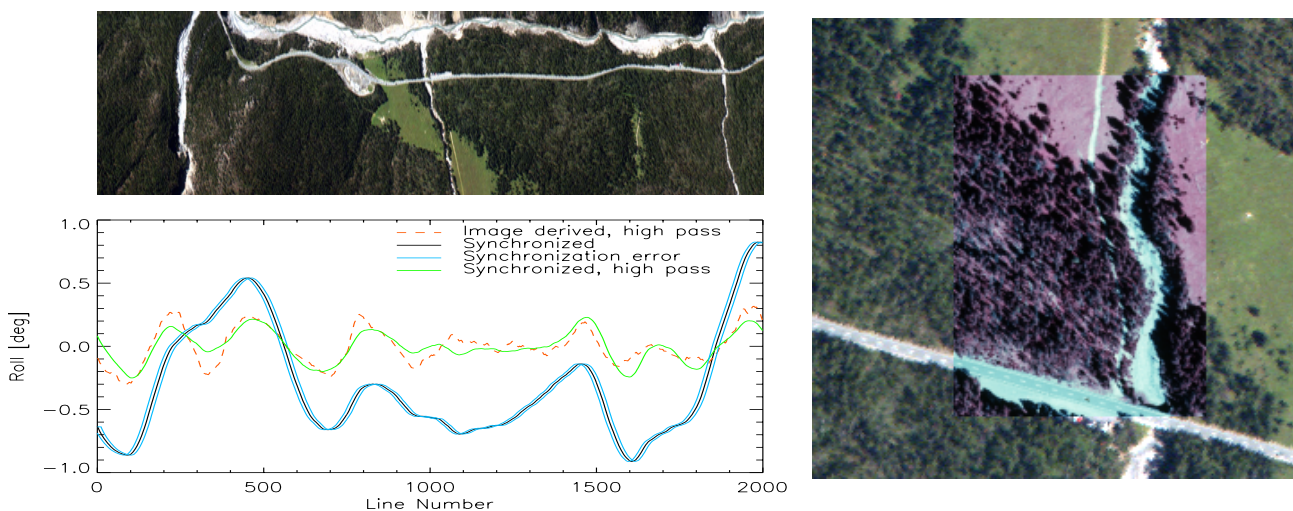 1.0
0.5
0.0
−0.5
−1.0
Roll [deg]
Image derived, high pass
Synchronized
Synchronization error
Synchronized, high pass
0 500 1000 1500 2000
Line Number